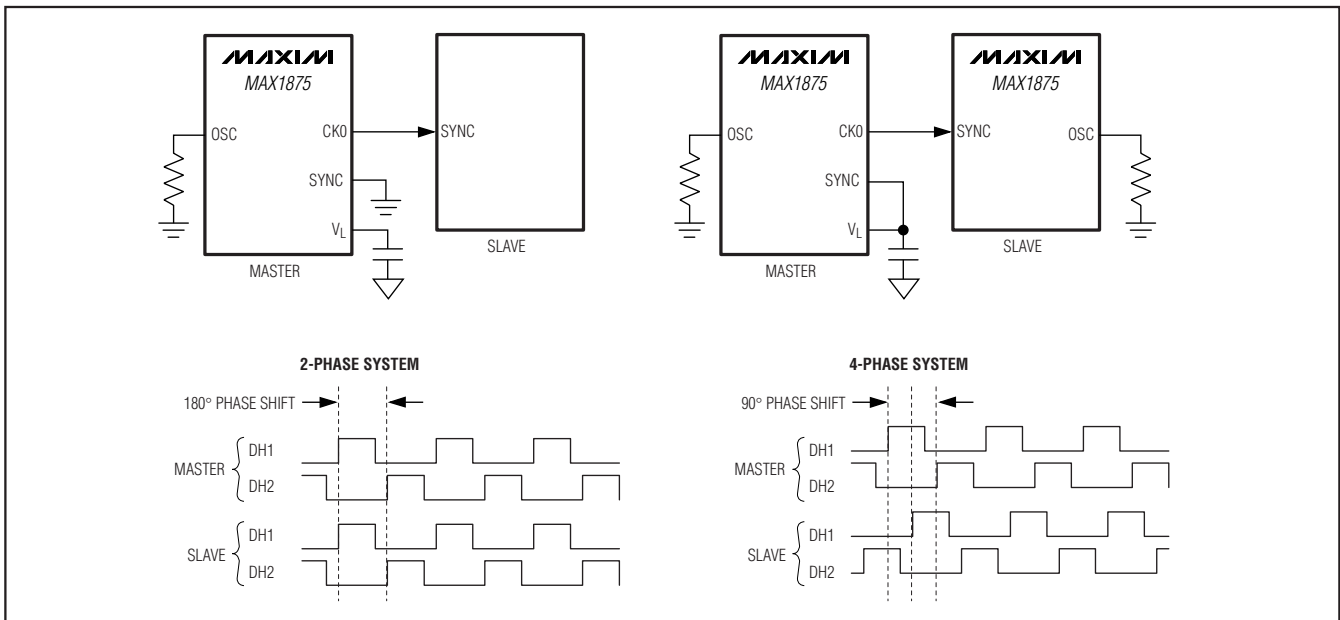 MAXIM
MAX1875
OSC
CK0
SYNC
VL
MASTER
SYNC
SLAVE
MAXIM
MAX1875
OSC
CK0
SYNC
VL
MASTER
MAXIM
MAX1875
SYNC
OSC
SLAVE
2-PHASE SYSTEM
180° PHASE SHIFT
MASTER
DH1
DH2
SLAVE
DH1
DH2
4-PHASE SYSTEM
90° PHASE SHIFT
MASTER
DH1
DH2
SLAVE
DH1
DH2